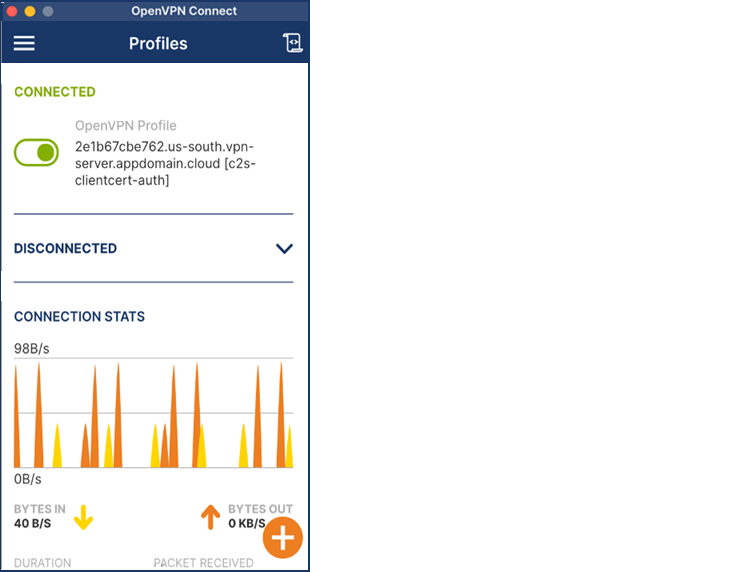 OpenVPN Connect
Profiles
CONNECTED
OpenVPN Profile
2e1b67cbe762.us-south.vpn-
server.appdomain.cloud [c2s-
clientcert-auth]
DISCONNECTED
CONNECTION STATS
98B/s
0B/s
BYTES IN
40 B/S
BYTES OUT
0 KB/S
DURATION
PACKET RECEIVED